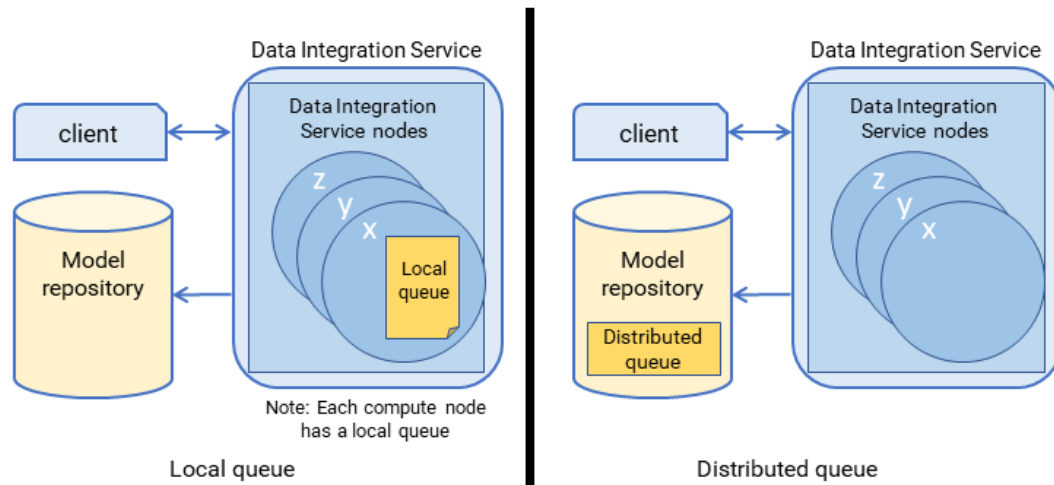 Data Integration Service
Data Integration
Service nodes
client
z
y
x
Local
queue
Model
repository
Note: Each compute node
has a local queue
Local queue
Data Integration Service
Data Integration
Service nodes
client
z
y
x
Model
repository
Distributed
queue
Distributed queue